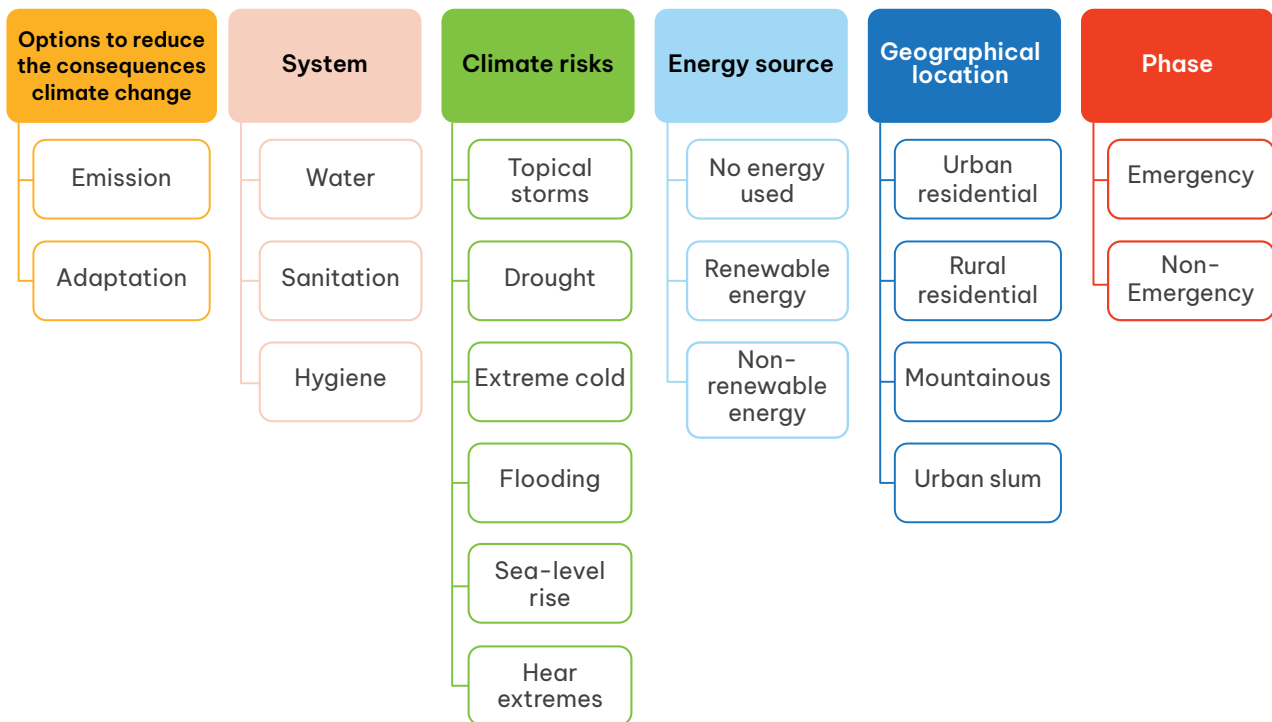 Options to reduce
the consequences
climate change
Emission
Adaptation
System
Water
Sanitation
Hygiene
Climate risks
Topical
storms
Drought
Extreme cold
Flooding
Sea-level
rise
Hear
extremes
Energy source
No energy
used
Renewable
energy
Non-
renewable
energy
Geographical
location
Urban
residential
Rural
residential
Mountainous
Urban slum
Phase
Emergency
Non-
Emergency